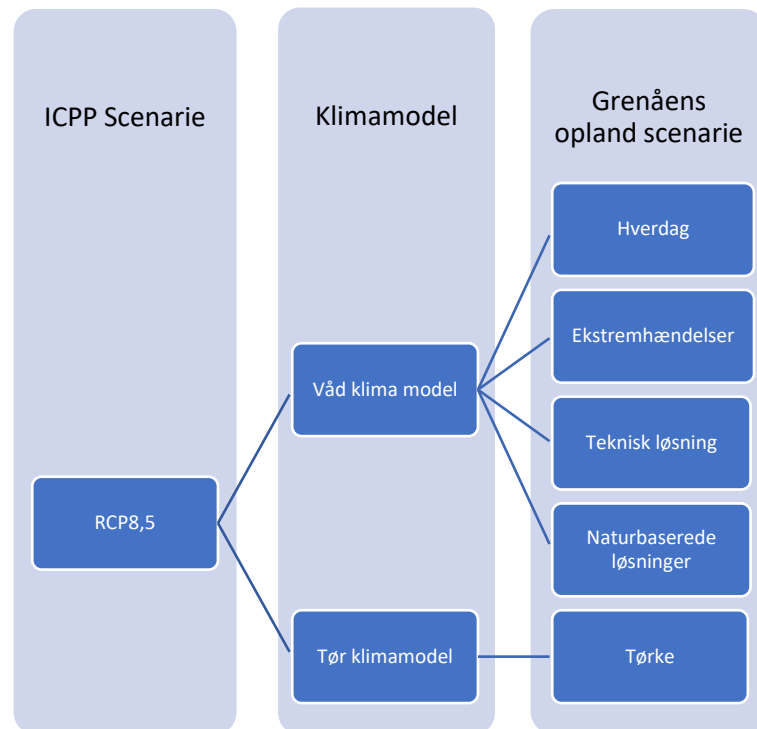 ICPP Scenarie
Klimamodel
Grenåens
opland scenarie
RCP8,5
Våd klima model
Tør klimamodel
Hverdag
Ekstremhændelser
Teknisk løsning
Naturbaserede
løsninger
Tørke